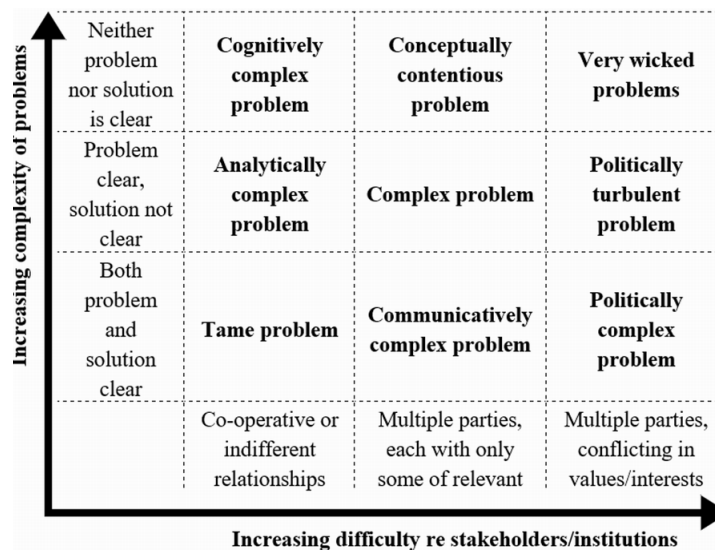 Increasing complexity of problems
Neither
problem
nor solution
is clear
Cognitively
complex
problem
Conceptually
contentious
problem
Very wicked
problems
Problem
clear,
solution not
clear
Analytically
complex
problem
Complex problem
Politically
turbulent
problem
Both
problem
and
solution
clear
Tame problem
Communicatively
complex problem
Politically
complex
problem
Co-operative or
indifferent
relationships
Multiple parties,
each with only
some of relevant
Multiple parties,
conflicting in
values/interests
Increasing difficulty re stakeholders/institutions